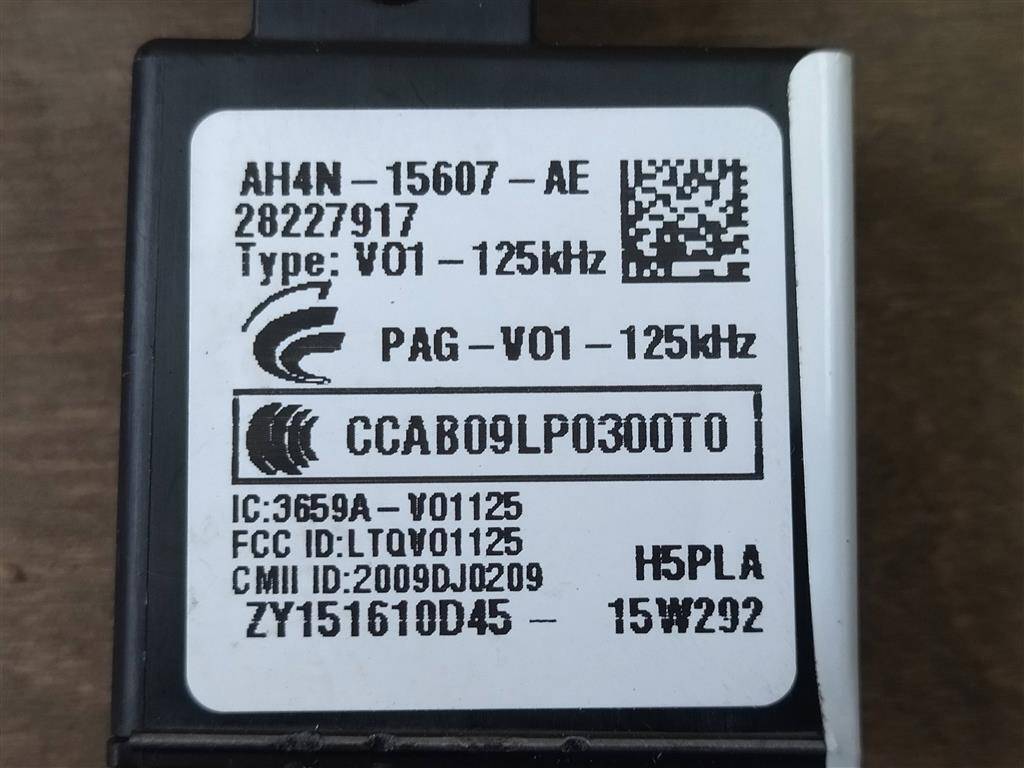 AH4N-15607-AE
28227917
Type: V01-125kHz
PAG-V01-125kHz
CCAB09LP0300T0
IC:3659A-V01125
FCC ID:LTQV01125
CMII ID:2009DJ0209
H5PLA
ZY151610D45- 15W292